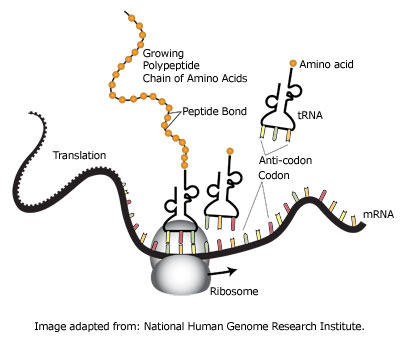 Growing
Polypeptide
Chain of Amino Acids
Amino acid
Peptide Bond
tRNA
Translation
Anti-codon
Codon
mRNA
Ribosome
Image adapted from: National Human Genome Research Institute.